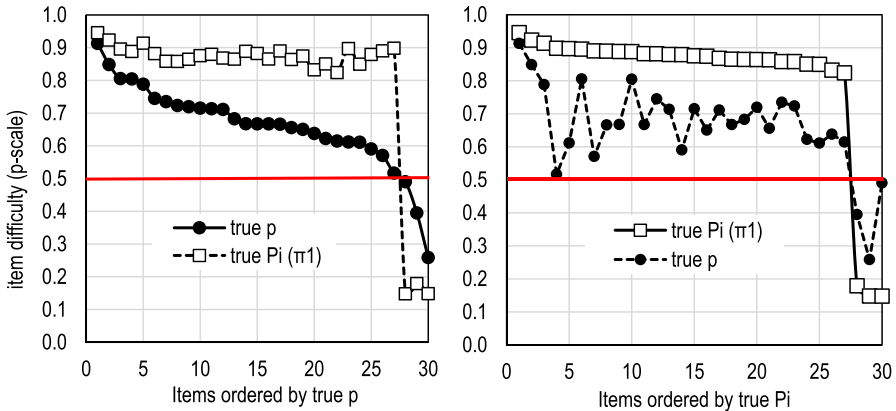 1.0
0.9
0.8
0.7
0.6
0.5
0.4
0.3
0.2
0.1
0.0
item difficulty (p-scale)
true p
true Pi (π1)
0 5 10 15 20 25 30
Items ordered by true p
1.0
0.9
0.8
0.7
0.6
0.5
0.4
0.3
0.2
0.1
0.0
true Pi (π1)
true p
0 5 10 15 20 25 30
Items ordered by true Pi